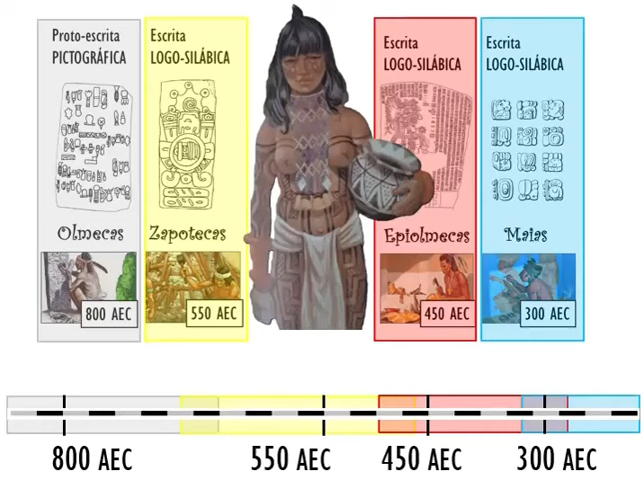 Proto-escrita
PICTOGRÁFICA
Olmecas
800 AEC
Escrita
LOGO-SILÁBICA
Zapotecas
550 AEC
Escrita
LOGO-SILÁBICA
Epiolmecas
450 AEC
Escrita
LOGO-SILÁBICA
Maias
300 AEC
800 AEC
550 AEC
450 AEC
300 AEC